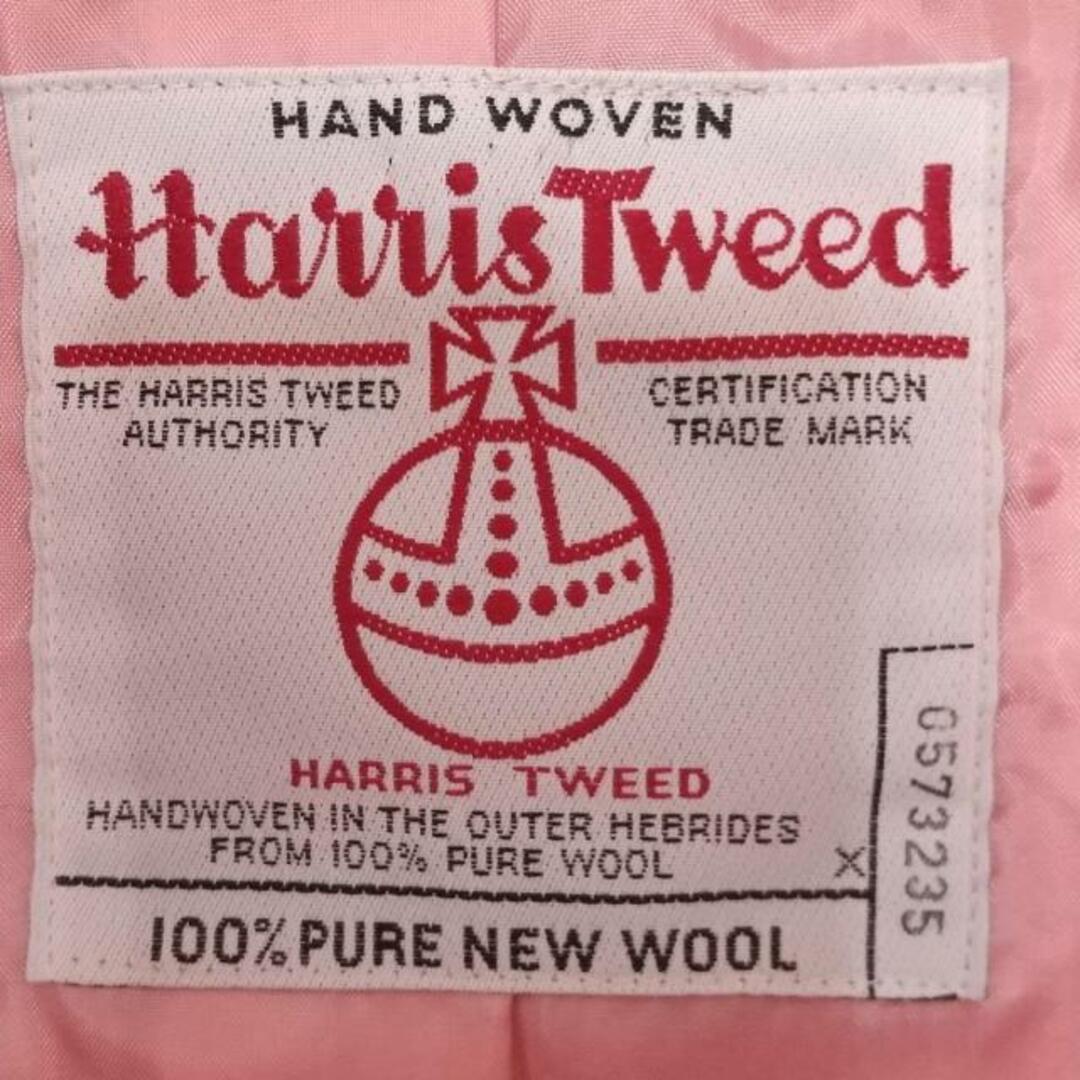 HAND WOVEN
Harris Tweed
THE HARRIS TWEED
AUTHORITY
CERTIFICATION
TRADE MARK
HARRIS TWEED
HANDWOVEN IN THE OUTER HEBRIDES
FROM 100% PURE WOOL
X
100% PURE NEW WOOL
0573235